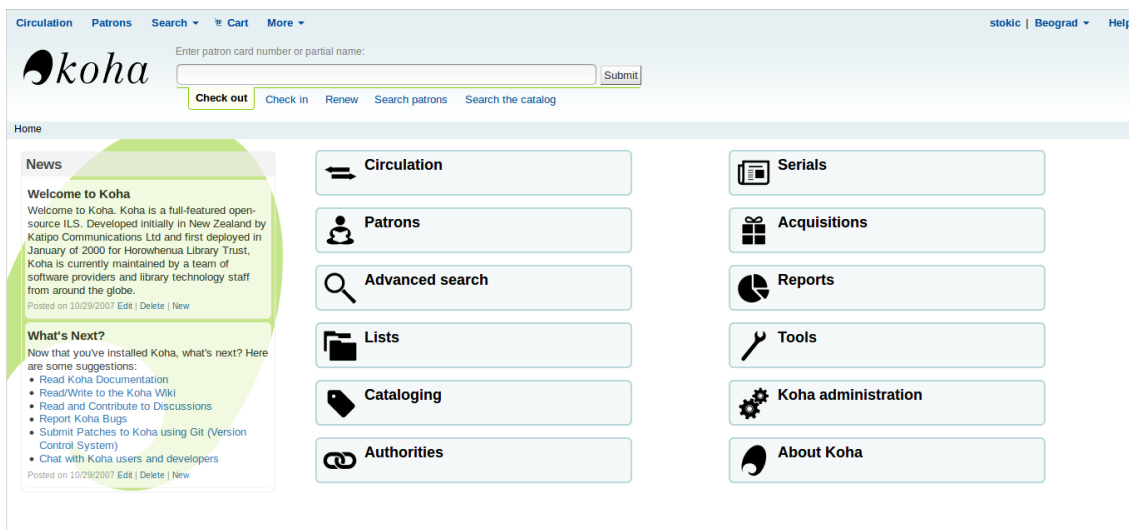 Circulation Patrons Search Cart More stokic | Beograd Help
koha
Enter patron card number or partial name:
Submit
Check out Check in Renew Search patrons Search the catalog
Home
News
Welcome to Koha
Welcome to Koha. Koha is a full-featured open-
source ILS. Developed initially in New Zealand by
Katipo Communications Ltd and first deployed in
January of 2000 for Horowhenua Library Trust,
Koha is currently maintained by a team of
software providers and library technology staff
from around the globe.
Posted on 10/29/2007 Edit | Delete | New
What's Next?
Now that you've installed Koha, what's next? Here
are some suggestions:
Read Koha Documentation
Read/Write to the Koha Wiki
Read and Contribute to Discussions
Report Koha Bugs
Submit Patches to Koha using Git (Version
Control System)
Chat with Koha users and developers
Posted on 10/29/2007 Edit | Delete | New
Circulation
Patrons
Advanced search
Lists
Cataloging
Authorities
Serials
Acquisitions
Reports
Tools
Koha administration
About Koha